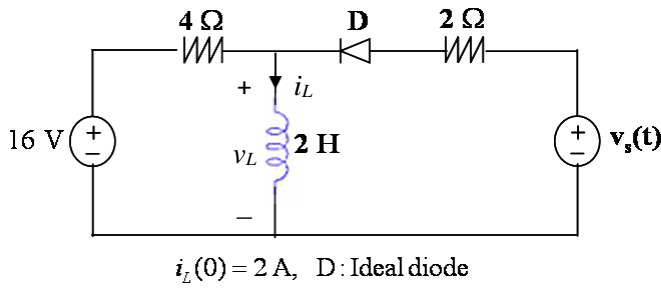 4 Ω
D
2 Ω
+
i_L
16 V
+
−
v_L
2 H
+
−
v_s(t)
−
i_L(0) = 2 A, D : Ideal diode